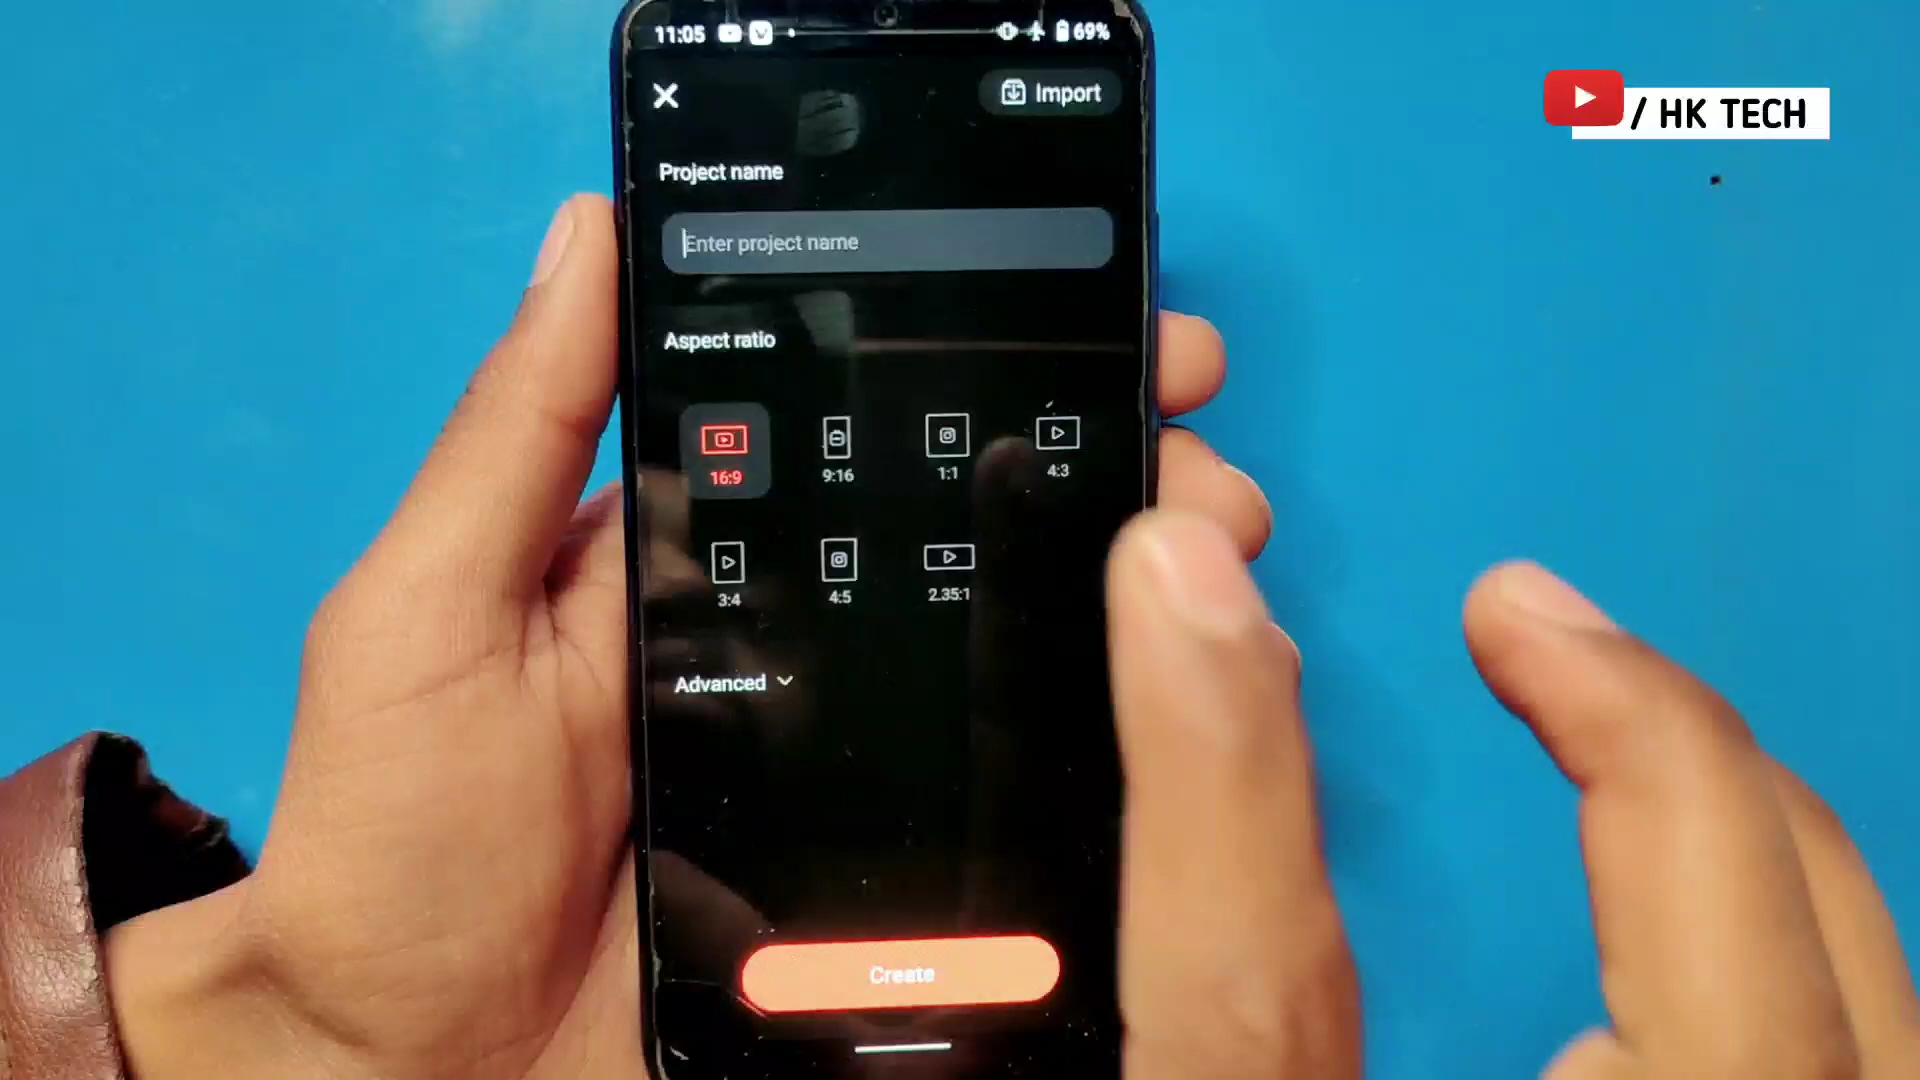 11:05
69%
/ HK TECH
Import
Project name
Enter project name
Aspect ratio
16:9
9:16
1:1
4:3
3:4
4:5
2.35:1
Advanced
Create